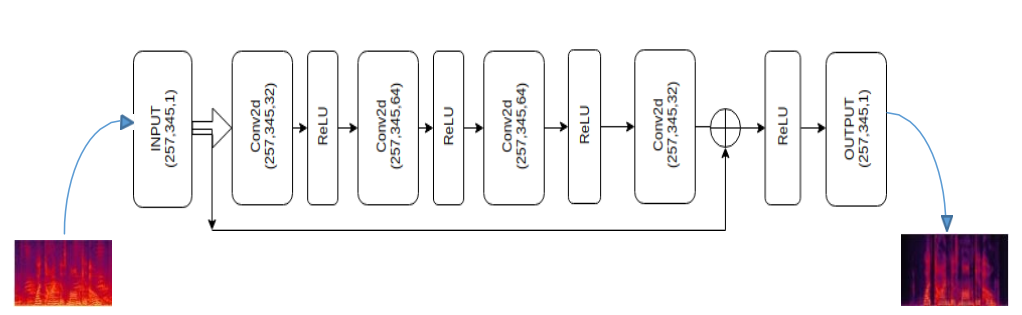 INPUT
(257,345,1)
Conv2d
(257,345,32)
ReLU
Conv2d
(257,345,64)
ReLU
Conv2d
(257,345,64)
ReLU
Conv2d
(257,345,32)
ReLU
OUTPUT
(257,345,1)